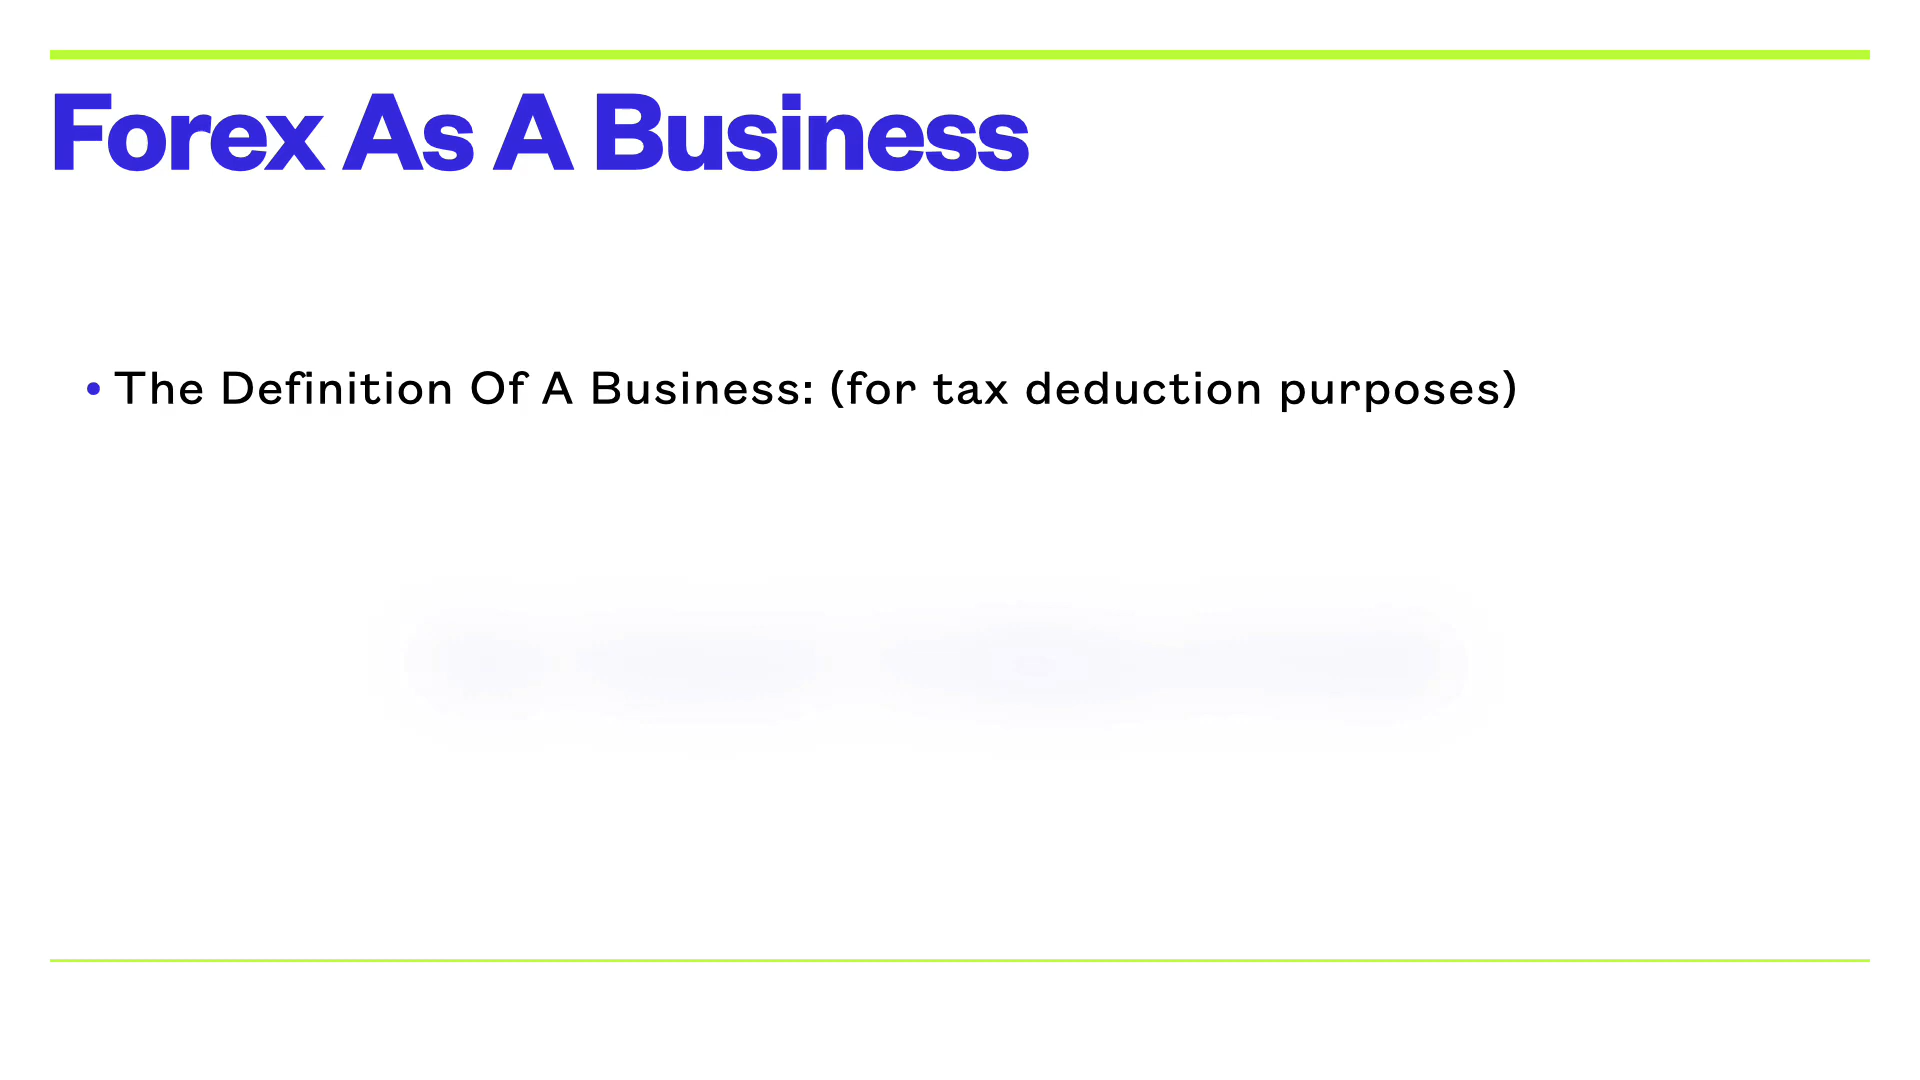 Forex As A Business
• The Definition Of A Business: (for tax deduction purposes)